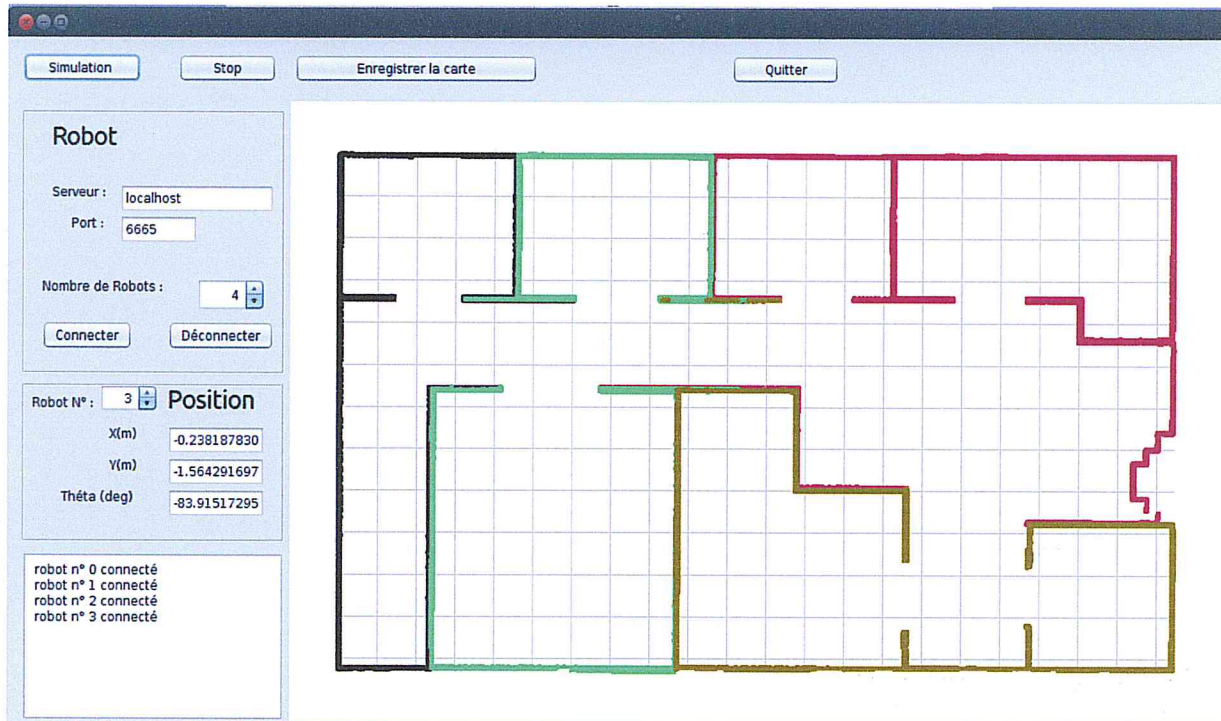 Simulation Stop Enregistrer la carte Quitter
Robot
Serveur : localhost
Port : 6665
Nombre de Robots : 4
Connecter Déconnecter
Robot N° : 3 Position
X(m) -0.238187830
Y(m) -1.564291697
Théta (deg) -83.91517295
robot n° 0 connecté
robot n° 1 connecté
robot n° 2 connecté
robot n° 3 connecté